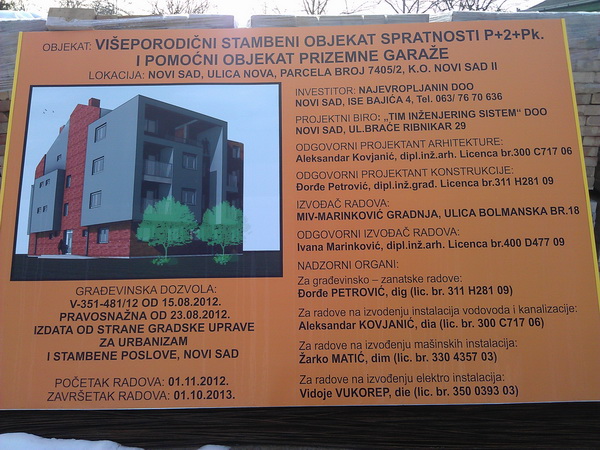 OBJEKAT: VIŠEPORODIČNI STAMBENI OBJEKAT SPRATNOSTI P+2+Pk.
I POMOĆNI OBJEKAT PRIZEMNE GARAŽE
LOKACIJA: NOVI SAD, ULICA NOVA, PARCELA BROJ 7405/2, K.O. NOVI SAD II
INVESTITOR: NAJEVROPLJANIN DOO
NOVI SAD, ISE BAJIĆA 4, Tel. 063/ 76 70 636
PROJEKTNI BIRO: „TIM INŽENJERING SISTEM“ DOO
NOVI SAD, UL.BRAĆE RIBNIKAR 29
ODGOVORNI PROJEKTANT ARHITEKTURE:
Aleksandar Kovjanić, dipl.inž.arh. Licenca br.300 C717 06
ODGOVORNI PROJEKTANT KONSTRUKCIJE:
Đorđe Petrović, dipl.inž.građ. Licenca br.311 H281 09
IZVOĐAČ RADOVA:
MIV-MARINKOVIĆ GRADNJA, ULICA BOLMANSKA BR.18
ODGOVORNI IZVOĐAČ RADOVA:
Ivana Marinković, dipl.inž.arh. Licenca br.400 D477 09
NADZORNI ORGANI:
Za građevinsko – zanatske radove:
Đorđe PETROVIĆ, dig (lic. br. 311 H281 09)
Za radove na izvođenju instalacija vodovoda i kanalizacije:
Aleksandar KOVJANIĆ, dia (lic. br. 300 C717 06)
Za radove na izvođenju mašinskih instalacija:
Žarko MATIĆ, dim (lic. br. 330 4357 03)
Za radove na izvođenju elektro instalacija:
Vidoje VUKOREP, die (lic. br. 350 0393 03)
GRAĐEVINSKA DOZVOLA:
V-351-481/12 OD 15.08.2012.
PRAVOSNAŽNA OD 23.08.2012.
IZDATA OD STRANE GRADSKE UPRAVE
ZA URBANIZAM
I STAMBENE POSLOVE, NOVI SAD
POČETAK RADOVA: 01.11.2012.
ZAVRŠETAK RADOVA: 01.10.2013.